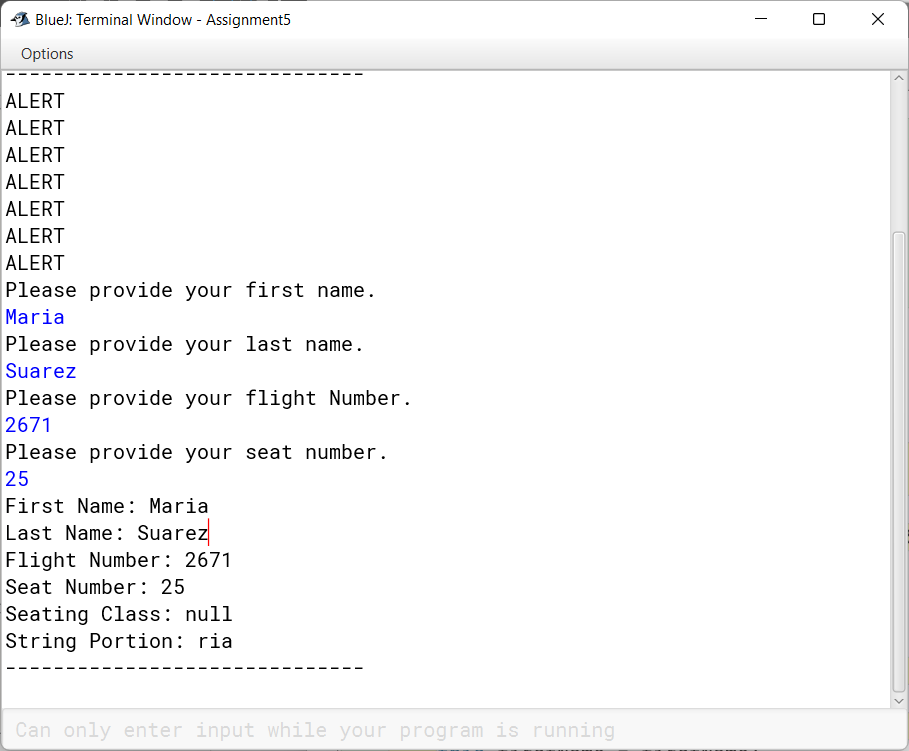 BlueJ: Terminal Window - Assignment5
Options
------------------------------
ALERT
ALERT
ALERT
ALERT
ALERT
ALERT
ALERT
Please provide your first name.
Maria
Please provide your last name.
Suarez
Please provide your flight Number.
2671
Please provide your seat number.
25
First Name: Maria
Last Name: Suarez
Flight Number: 2671
Seat Number: 25
Seating Class: null
String Portion: ria
------------------------------
Can only enter input while your program is running